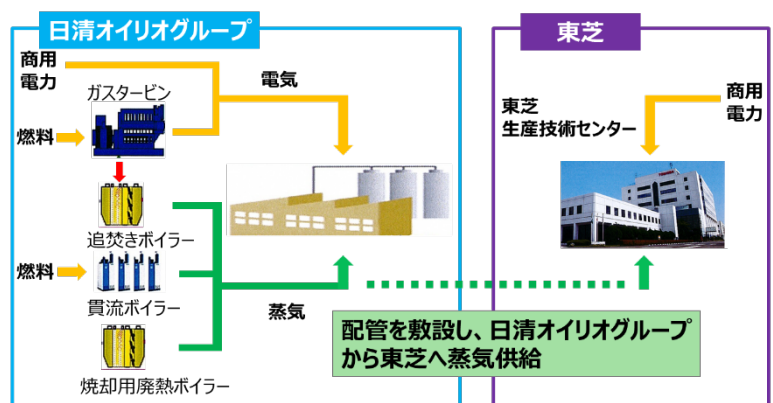 日清オイリオグループ
商用
電力
ガスタービン
電気
燃料
追焚きボイラー
燃料
貫流ボイラー
蒸気
焼却用廃熱ボイラー
東芝
東芝
生産技術センター
商用
電力
配管を敷設し、日清オイリオグループ
から東芝へ蒸気供給